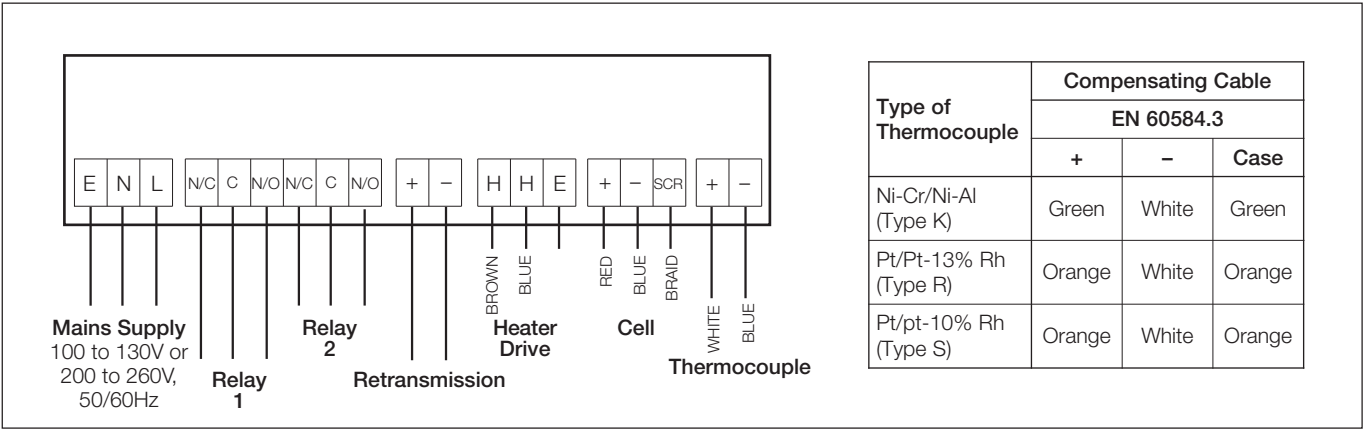 E N L N/C C N/O N/C C N/O + − H H E + − SCR + −
BROWN
BLUE
RED
BLUE
BRAID
WHITE
BLUE
Mains Supply
100 to 130V or
200 to 260V,
50/60Hz
Relay
1
Relay
2
Retransmission
Heater
Drive
Cell
Thermocouple
Type of
Thermocouple
Compensating Cable
EN 60584.3
+ − Case
Ni-Cr/Ni-Al
(Type K)
Green White Green
Pt/Pt-13% Rh
(Type R)
Orange White Orange
Pt/pt-10% Rh
(Type S)
Orange White Orange